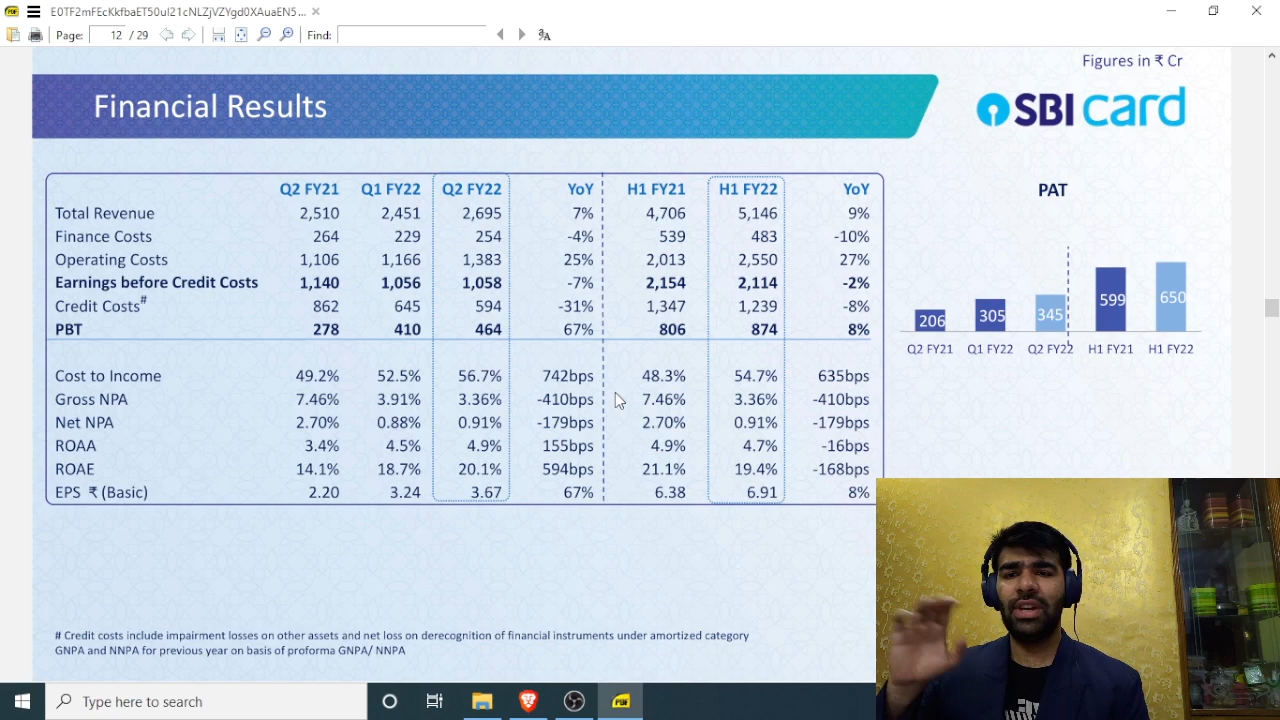 E0TF2mFEcKkfbaET50ul21cNLZjVZYgd0XAuaEN5...
Page: 12 / 29 Find:
Figures in ₹ Cr
Financial Results
SBI card
Q2 FY21 Q1 FY22 Q2 FY22 YoY H1 FY21 H1 FY22 YoY
Total Revenue 2,510 2,451 2,695 7% 4,706 5,146 9%
Finance Costs 264 229 254 -4% 539 483 -10%
Operating Costs 1,106 1,166 1,383 25% 2,013 2,550 27%
Earnings before Credit Costs 1,140 1,056 1,058 -7% 2,154 2,114 -2%
Credit Costs# 862 645 594 -31% 1,347 1,239 -8%
PBT 278 410 464 67% 806 874 8%
Cost to Income 49.2% 52.5% 56.7% 742bps 48.3% 54.7% 635bps
Gross NPA 7.46% 3.91% 3.36% -410bps 7.46% 3.36% -410bps
Net NPA 2.70% 0.88% 0.91% -179bps 2.70% 0.91% -179bps
ROAA 3.4% 4.5% 4.9% 155bps 4.9% 4.7% -16bps
ROAE 14.1% 18.7% 20.1% 594bps 21.1% 19.4% -168bps
EPS ₹ (Basic) 2.20 3.24 3.67 67% 6.38 6.91 8%
PAT
206 305 345 599 650
Q2 FY21 Q1 FY22 Q2 FY22 H1 FY21 H1 FY22
# Credit costs include impairment losses on other assets and net loss on derecognition of financial instruments under amortized category
GNPA and NNPA for previous year on basis of proforma GNPA/ NNPA
Type here to search